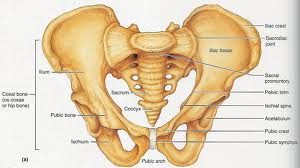 Iliac crest
Sacroiliac
joint
Iliac fossa
Ilium
Sacral
promontory
Coxal bone
(os coxae
or hip bone)
Sacrum
Pelvic brim
Coccyx
Ischial spine
Acetabulum
Pubic bone
Pubic crest
Ischium
Pubic symphysis
(a)
Pubic arch